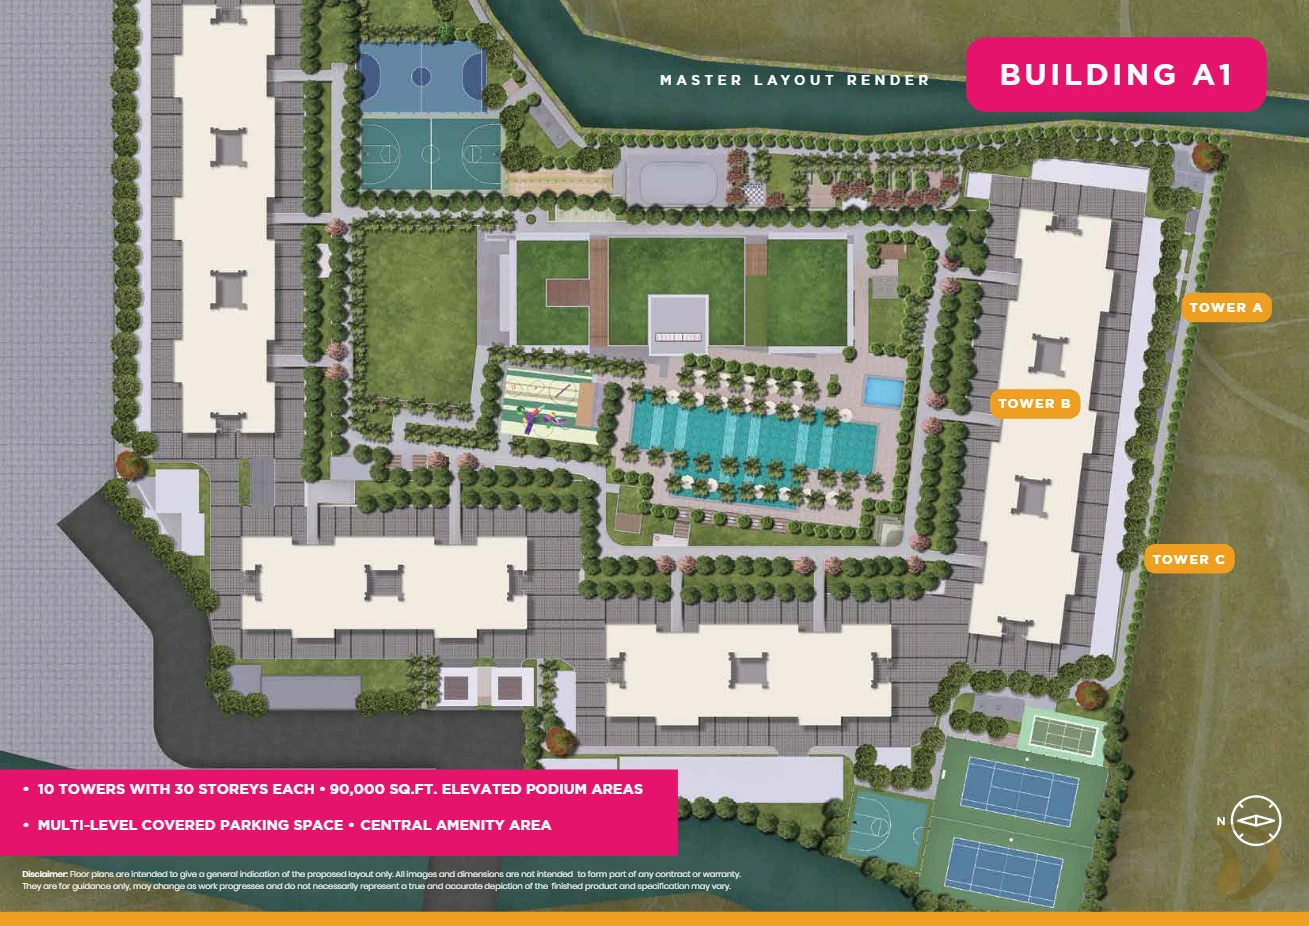 MASTER LAYOUT RENDER
BUILDING A1
TOWER A
TOWER B
TOWER C
• 10 TOWERS WITH 30 STOREYS EACH • 90,000 SQ.FT. ELEVATED PODIUM AREAS
• MULTI-LEVEL COVERED PARKING SPACE • CENTRAL AMENITY AREA
N
Disclaimer: Floor plans are intended to give a general indication of the proposed layout only. All images and dimensions are not intended to form part of any contract or warranty.
They are for guidance only, may change as work progresses and do not necessarily represent a true and accurate depiction of the finished product and specification may vary.